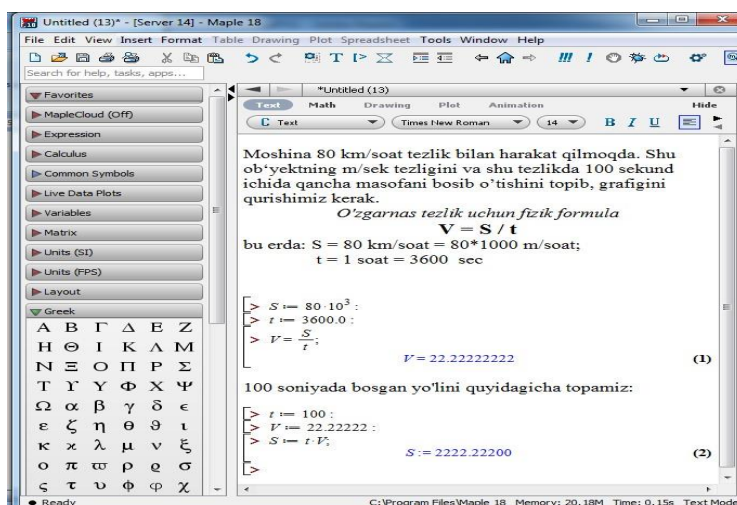 Untitled (13)* - [Server 14] - Maple 18
File Edit View Insert Format Table Drawing Plot Spreadsheet Tools Window Help
Search for help, tasks, apps...
Favorites
MapleCloud (Off)
Expression
Calculus
Common Symbols
Live Data Plots
Variables
Matrix
Units (SI)
Units (FPS)
Layout
Greek
Α Β Γ Δ Ε Ζ
Η Θ Ι Κ Λ Μ
Ν Ξ Ο Π Ρ Σ
Τ Υ ϒ Φ Χ Ψ
Ω α β γ δ ϵ
ε ζ η θ ϑ ι
κ ϰ λ μ ν ξ
ο π ϖ ρ ϱ σ
ς τ υ ϕ φ χ
*Untitled (13)
Text Math Drawing Plot Animation Hide
C Text Times New Roman 14 B I U
Moshina 80 km/soat tezlik bilan harakat qilmoqda. Shu
ob‘yektning m/sek tezligini va shu tezlikda 100 sekund
ichida qancha masofani bosib o’tishini topib, grafigini
qurishimiz kerak.
O'zgarnas tezlik uchun fizik formula
V = S / t
bu erda: S = 80 km/soat = 80*1000 m/soat;
t = 1 soat = 3600 sec
> S := 80·10³ :
> t := 3600.0 :
> V = S/t;
V = 22.22222222 (1)
100 soniyada bosgan yo'lini quyidagicha topamiz:
> t := 100 :
> V := 22.22222 :
> S := t·V;
S := 2222.22200 (2)
>
Ready C:\Program Files\Maple 18 Memory: 20.18M Time: 0.15s Text Mode